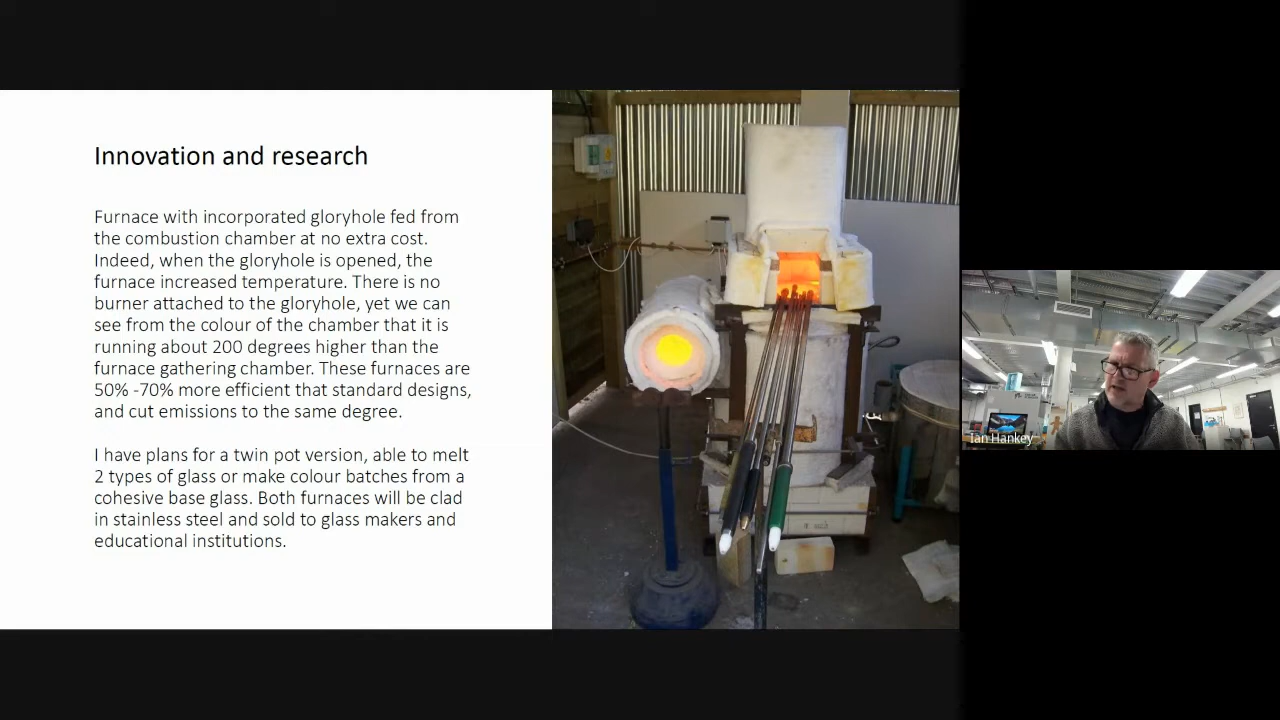 Innovation and research
Furnace with incorporated gloryhole fed from
the combustion chamber at no extra cost.
Indeed, when the gloryhole is opened, the
furnace increased temperature. There is no
burner attached to the gloryhole, yet we can
see from the colour of the chamber that it is
running about 200 degrees higher than the
furnace gathering chamber. These furnaces are
50% -70% more efficient that standard designs,
and cut emissions to the same degree.
I have plans for a twin pot version, able to melt
2 types of glass or make colour batches from a
cohesive base glass. Both furnaces will be clad
in stainless steel and sold to glass makers and
educational institutions.
Ian Hankey